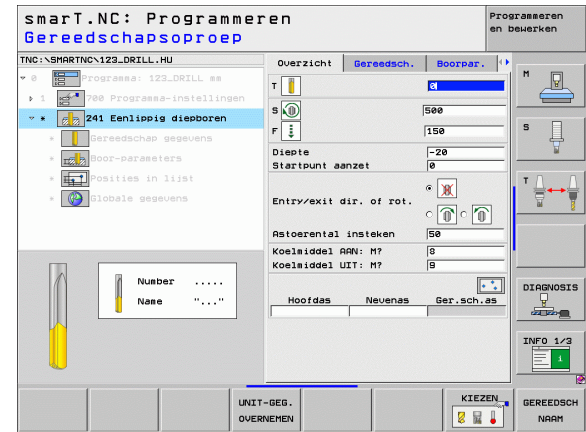 smarT.NC: Programmeren
Gereedschapsoproep
Programmeren
en bewerken
TNC:\SMARTNC\123_DRILL.HU
0 Programma: 123_DRILL mm
1 700 Programma-instellingen
* 241 Eenlippig diepboren
* Gereedschap gegevens
* Boor-parameters
* Posities in lijst
* Globale gegevens
Number .....
Name "..."
Overzicht Gereedsch. Boorpar.
T 0
S 500
F 150
Diepte -20
Startpunt aanzet 0
Entry/exit dir. of rot.
Astoerental insteken 50
Koelmiddel AAN: M? 8
Koelmiddel UIT: M? 9
Hoofdas Nevenas Ger.sch.as
M
S
T
DIAGNOSIS
INFO 1/3
UNIT-GEG.
OVERNEMEN
KIEZEN
GEREEDSCH
NAAM